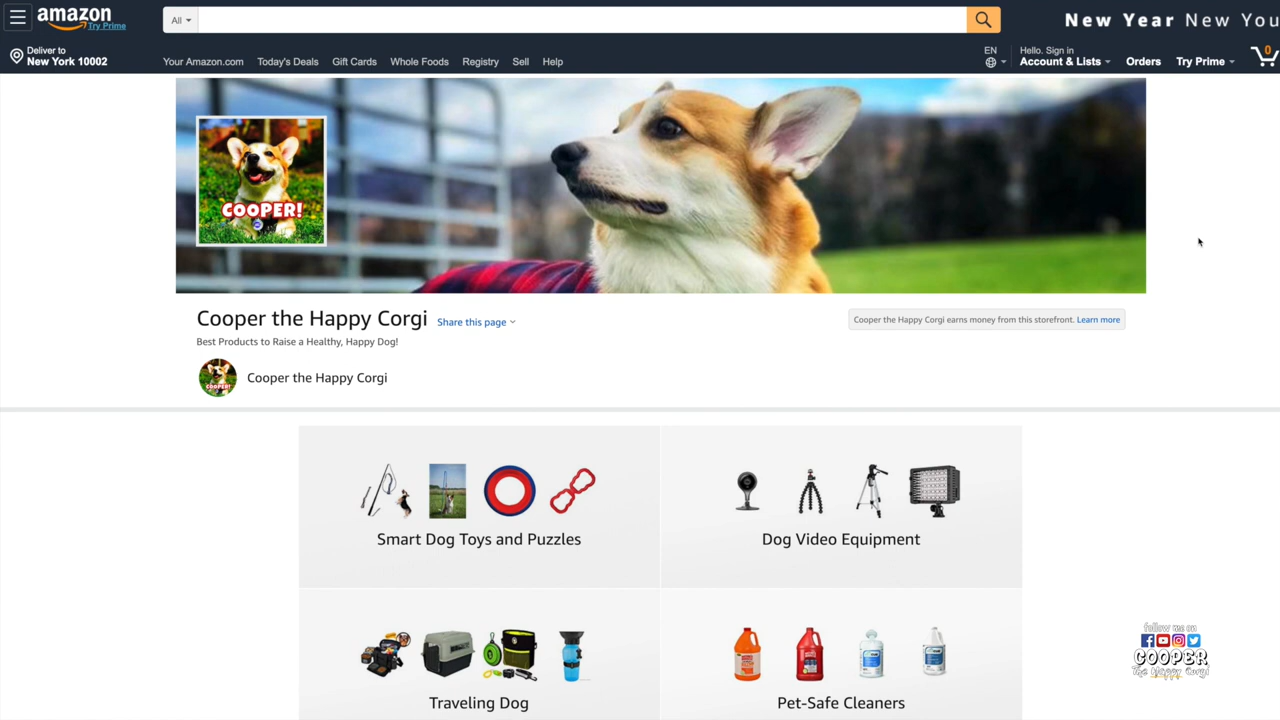 amazon
Try Prime
All
New Year New You
Deliver to
New York 10002
Your Amazon.com
Today's Deals
Gift Cards
Whole Foods
Registry
Sell
Help
EN
Hello. Sign in
Account & Lists
Orders
Try Prime
0
COOPER!
Cooper the Happy Corgi
Share this page
Cooper the Happy Corgi earns money from this storefront. Learn more
Best Products to Raise a Healthy, Happy Dog!
COOPER!
Cooper the Happy Corgi
Smart Dog Toys and Puzzles
Dog Video Equipment
Traveling Dog
Pet-Safe Cleaners
follow me on
COOPER
The Happy Corgi